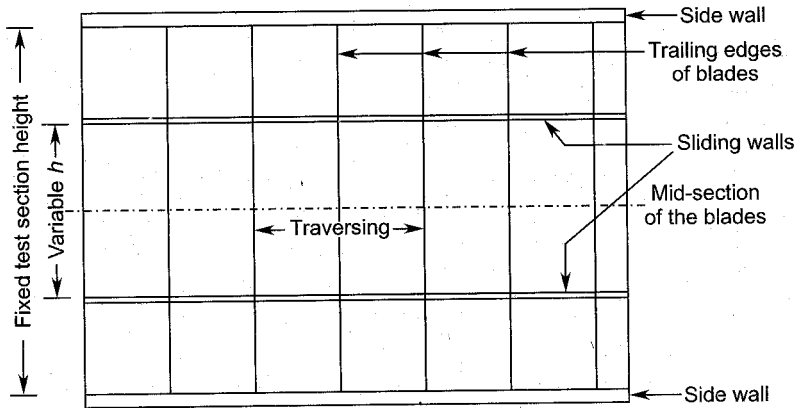 Side wall
Trailing edges
of blades
Sliding walls
Mid-section
of the blades
Traversing
Side wall
Fixed test section height
Variable h